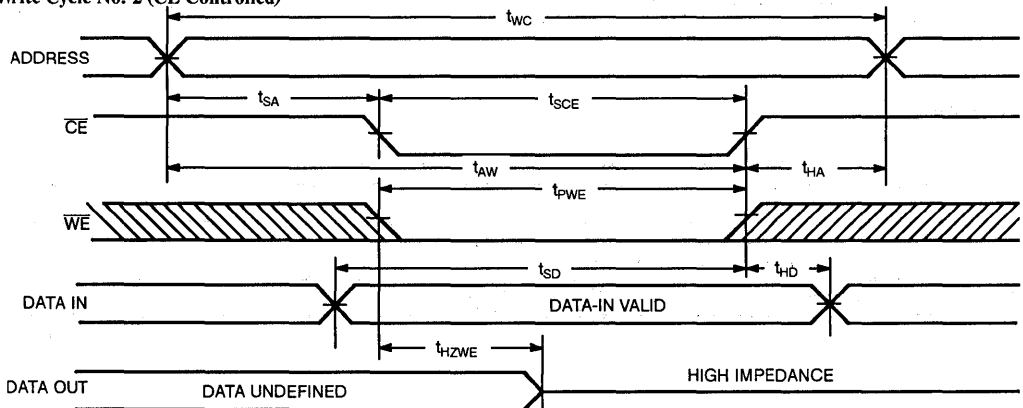 Write Cycle No. 2 (CE Controlled)
tWC
ADDRESS
tSA
tSCE
CE
tAW
tHA
tPWE
WE
tSD
tHD
DATA IN
DATA-IN VALID
tHZWE
DATA OUT
DATA UNDEFINED
HIGH IMPEDANCE